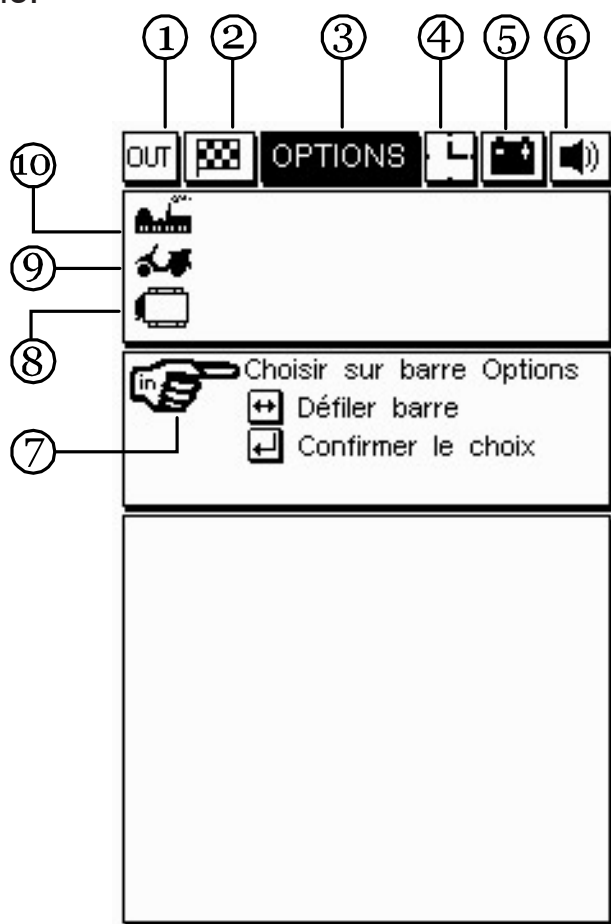 ① ② ③ ④ ⑤ ⑥
OUT OPTIONS
⑩
⑨
⑧
in Choisir sur barre Options
↔ Défiler barre
⑦ ↵ Confirmer le choix